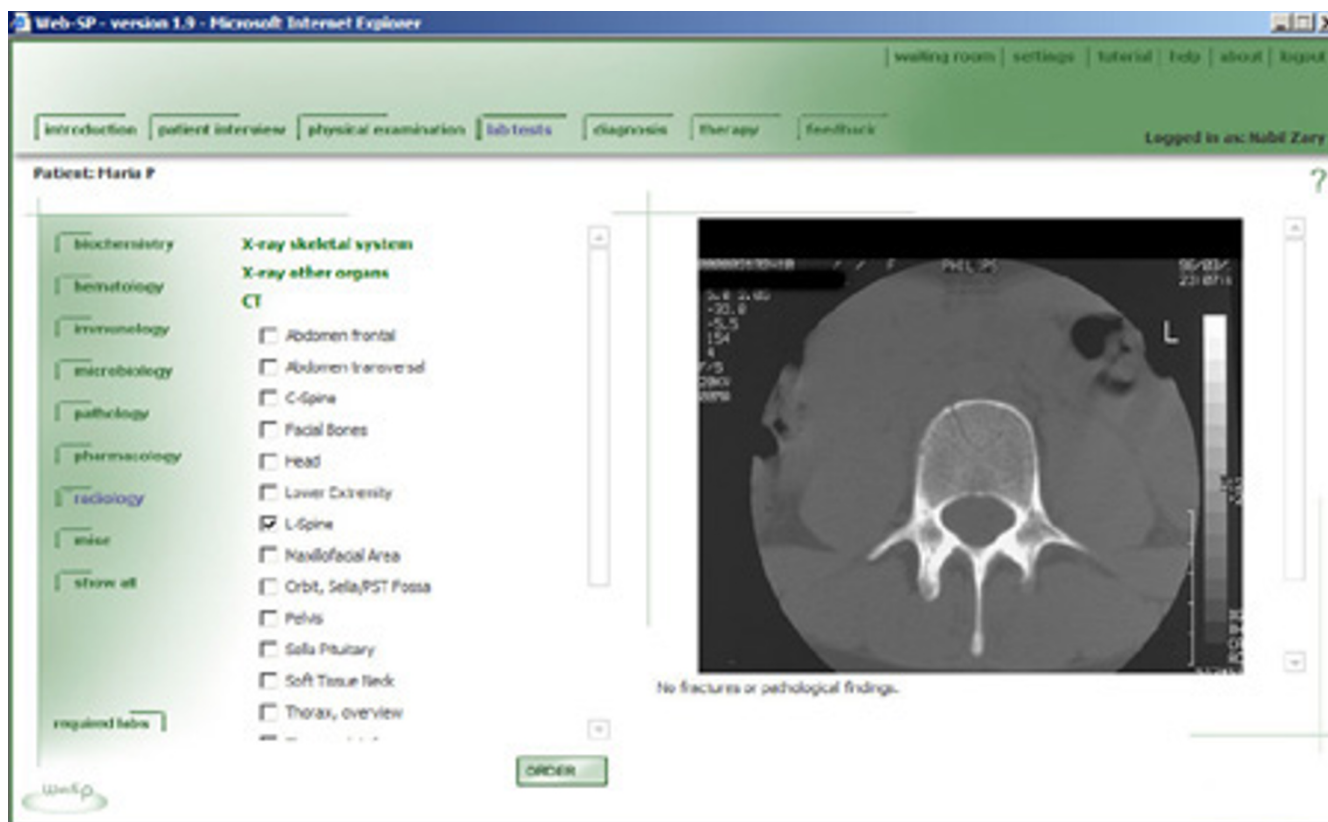 Web-SP - version 1.9 - Microsoft Internet Explorer
waiting room | settings | tutorial | help | about | logout
introduction patient interview physical examination lab tests diagnosis therapy feedback
Logged in as: Nabil Zary
Patient: Maria P
?
biochemistry
hematology
immunology
microbiology
pathology
pharmacology
radiology
misc
show all
required labs
X-ray skeletal system
X-ray other organs
CT
Abdomen frontal
Abdomen transversal
C-Spine
Facial Bones
Head
Lower Extremity
L-Spine
Maxilofacial Area
Orbit, Sella/PST Fossa
Pelvis
Sella Pituitary
Soft Tissue Neck
Thorax, overview
ORDER
PHILIPS
L
No fractures or pathological findings.
Web-SP